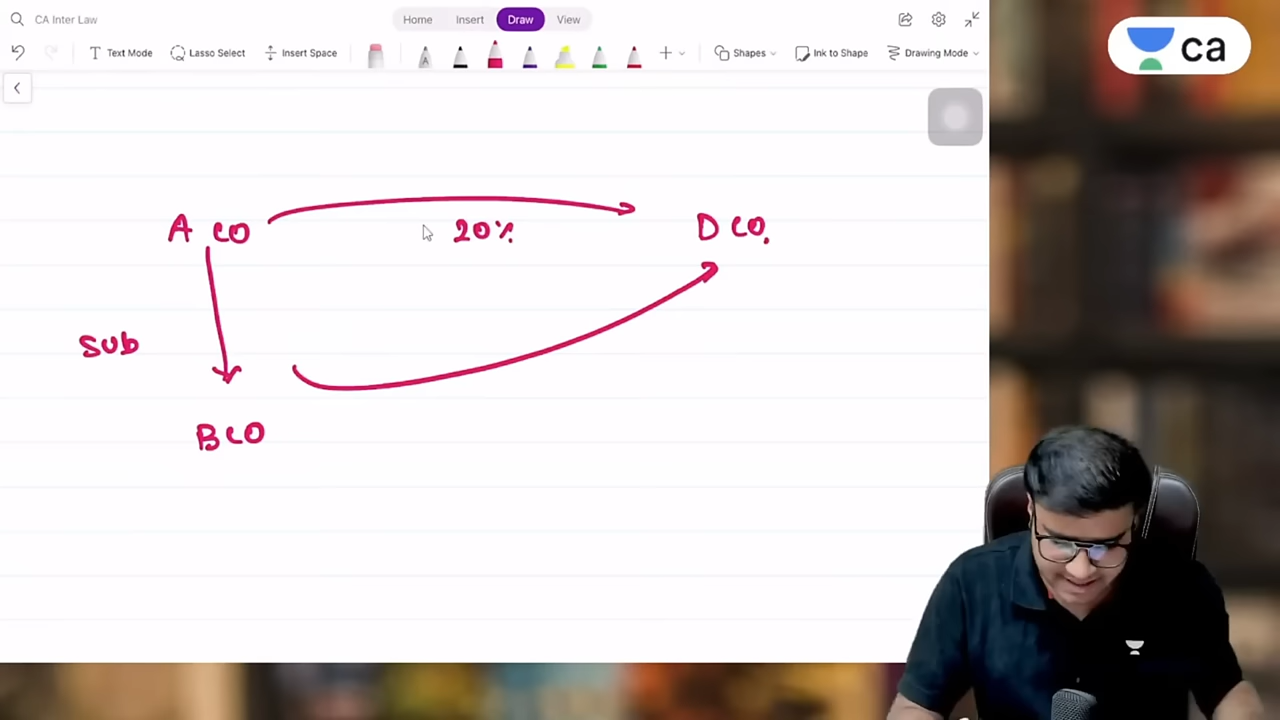 CA Inter Law
Home Insert Draw View
Text Mode Lasso Select Insert Space A Shapes Ink to Shape Drawing Mode
ca
A CO 20% D CO.
Sub
B CO